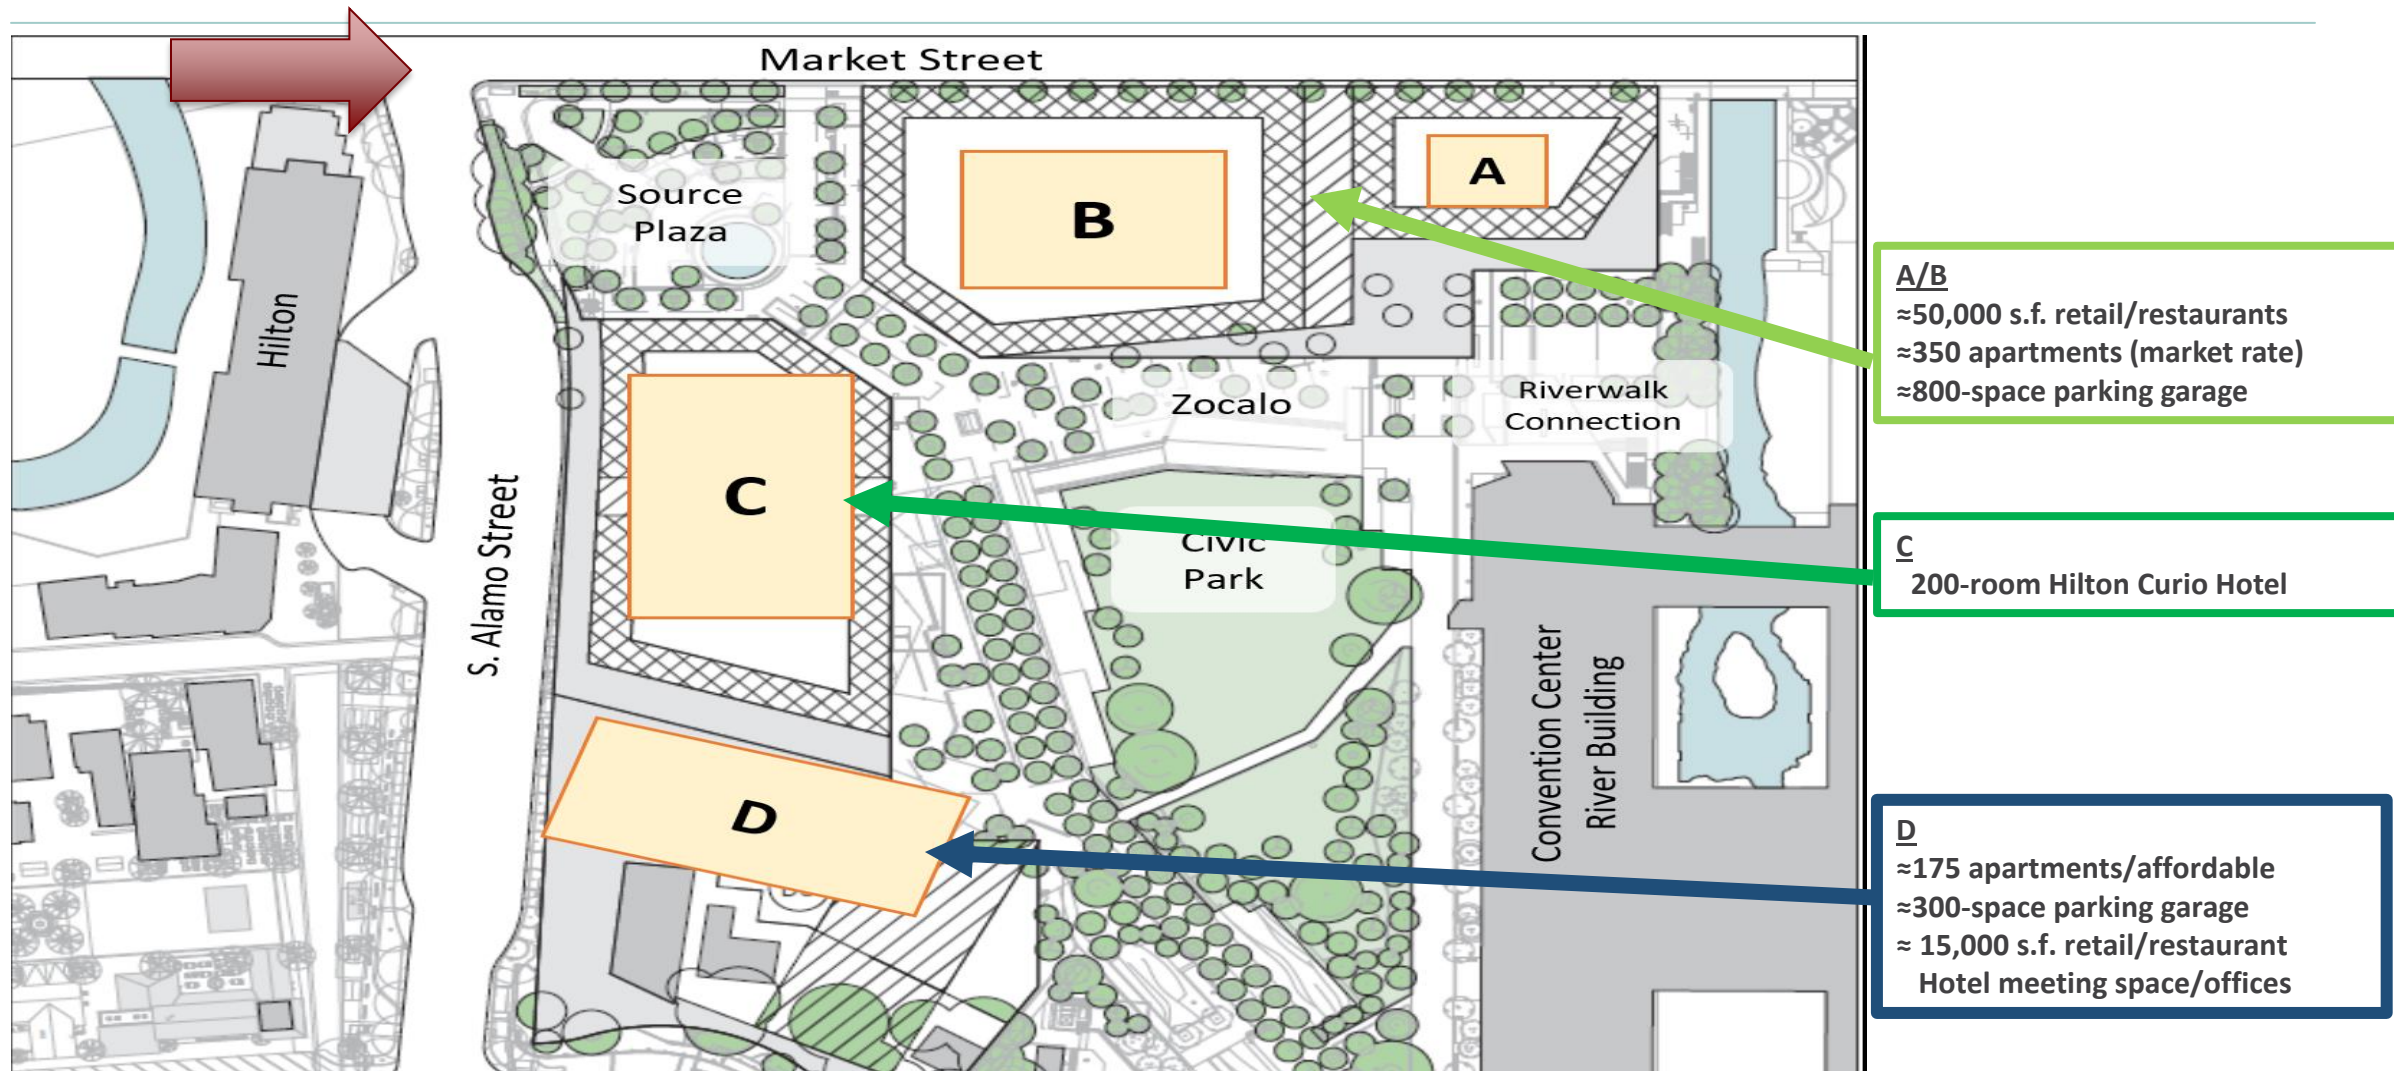 Market Street
Source
Plaza
B
A
Hilton
C
Zocalo
Riverwalk
Connection
Civic
Park
S. Alamo Street
D
Convention Center
River Building
A/B
≈50,000 s.f. retail/restaurants
≈350 apartments (market rate)
≈800-space parking garage
C
200-room Hilton Curio Hotel
D
≈175 apartments/affordable
≈300-space parking garage
≈ 15,000 s.f. retail/restaurant
Hotel meeting space/offices